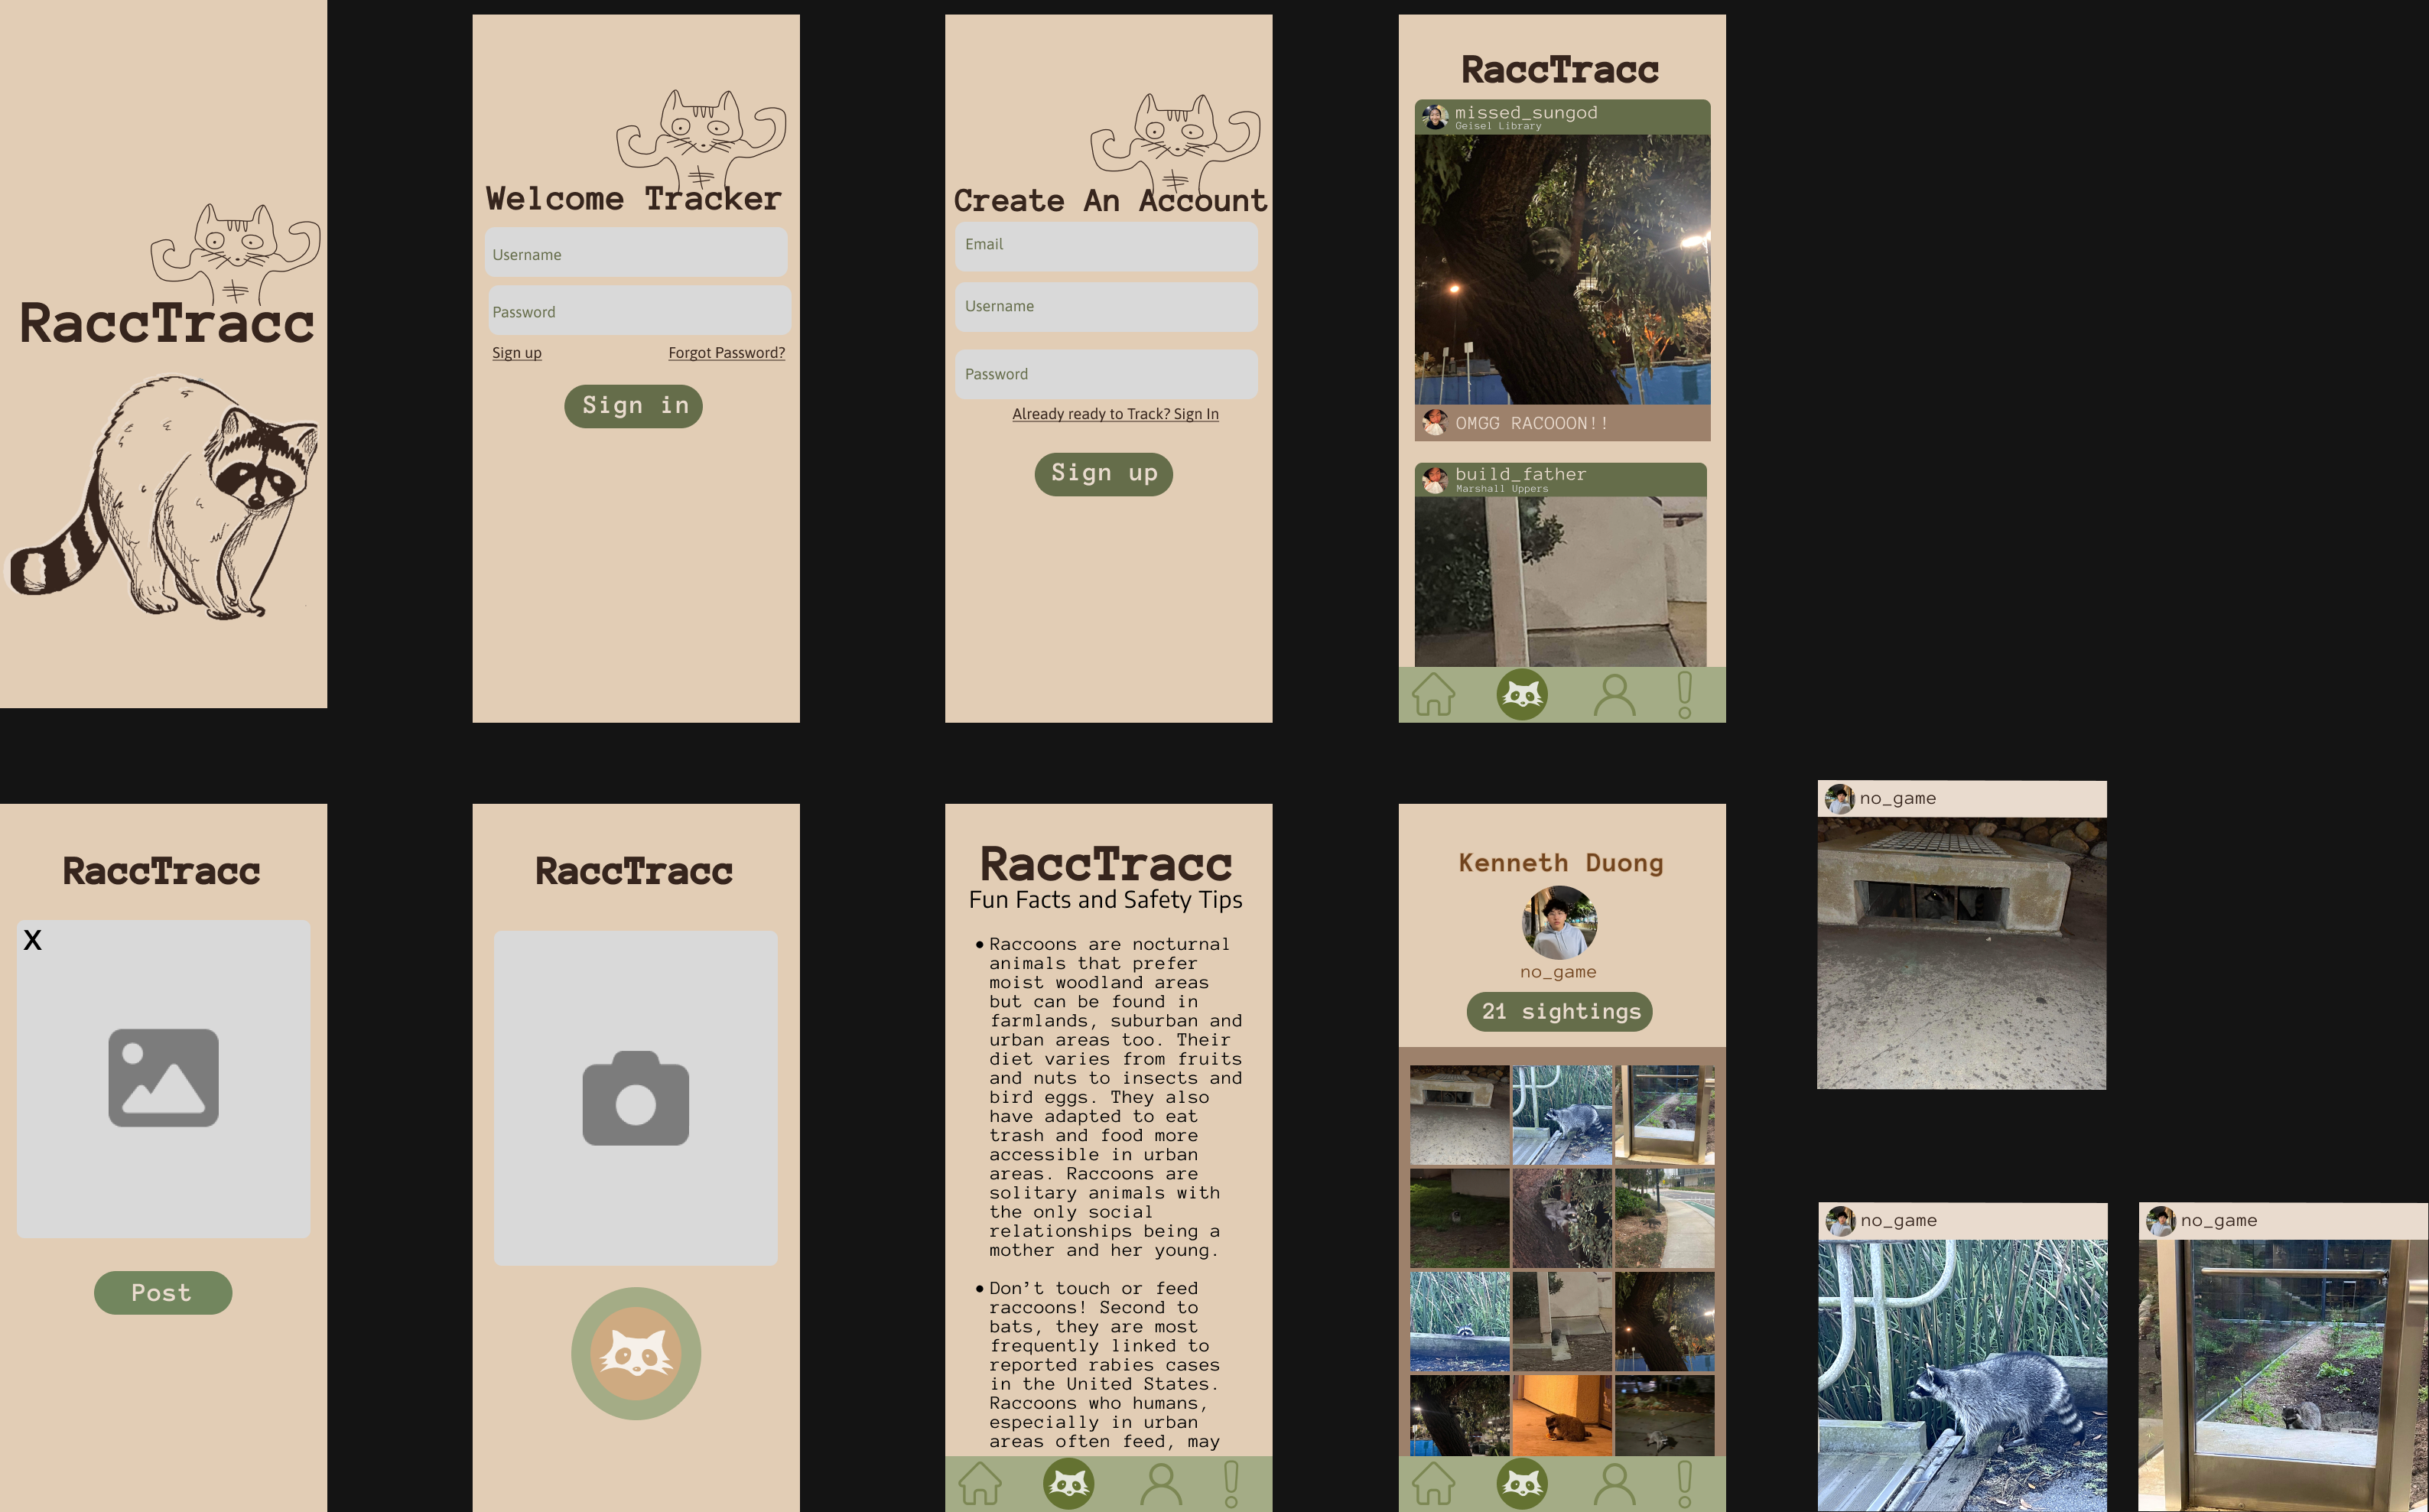 RaccTracc
Welcome Tracker
Username
Password
Sign up
Forgot Password?
Sign in
Create An Account
Email
Username
Password
Already ready to Track? Sign In
Sign up
RaccTracc
missed_sungod
Geisel Library
OMGG RACOOON!!
build_father
Marshall Uppers
RaccTracc
X
Post
RaccTracc
RaccTracc
Fun Facts and Safety Tips
• Raccoons are nocturnal
animals that prefer
moist woodland areas
but can be found in
farmlands, suburban and
urban areas too. Their
diet varies from fruits
and nuts to insects and
bird eggs. They also
have adapted to eat
trash and food more
accessible in urban
areas. Raccoons are
solitary animals with
the only social
relationships being a
mother and her young.
• Don’t touch or feed
raccoons! Second to
bats, they are most
frequently linked to
reported rabies cases
in the United States.
Raccoons who humans,
especially in urban
areas often feed, may
Kenneth Duong
no_game
21 sightings
no_game
no_game
no_game